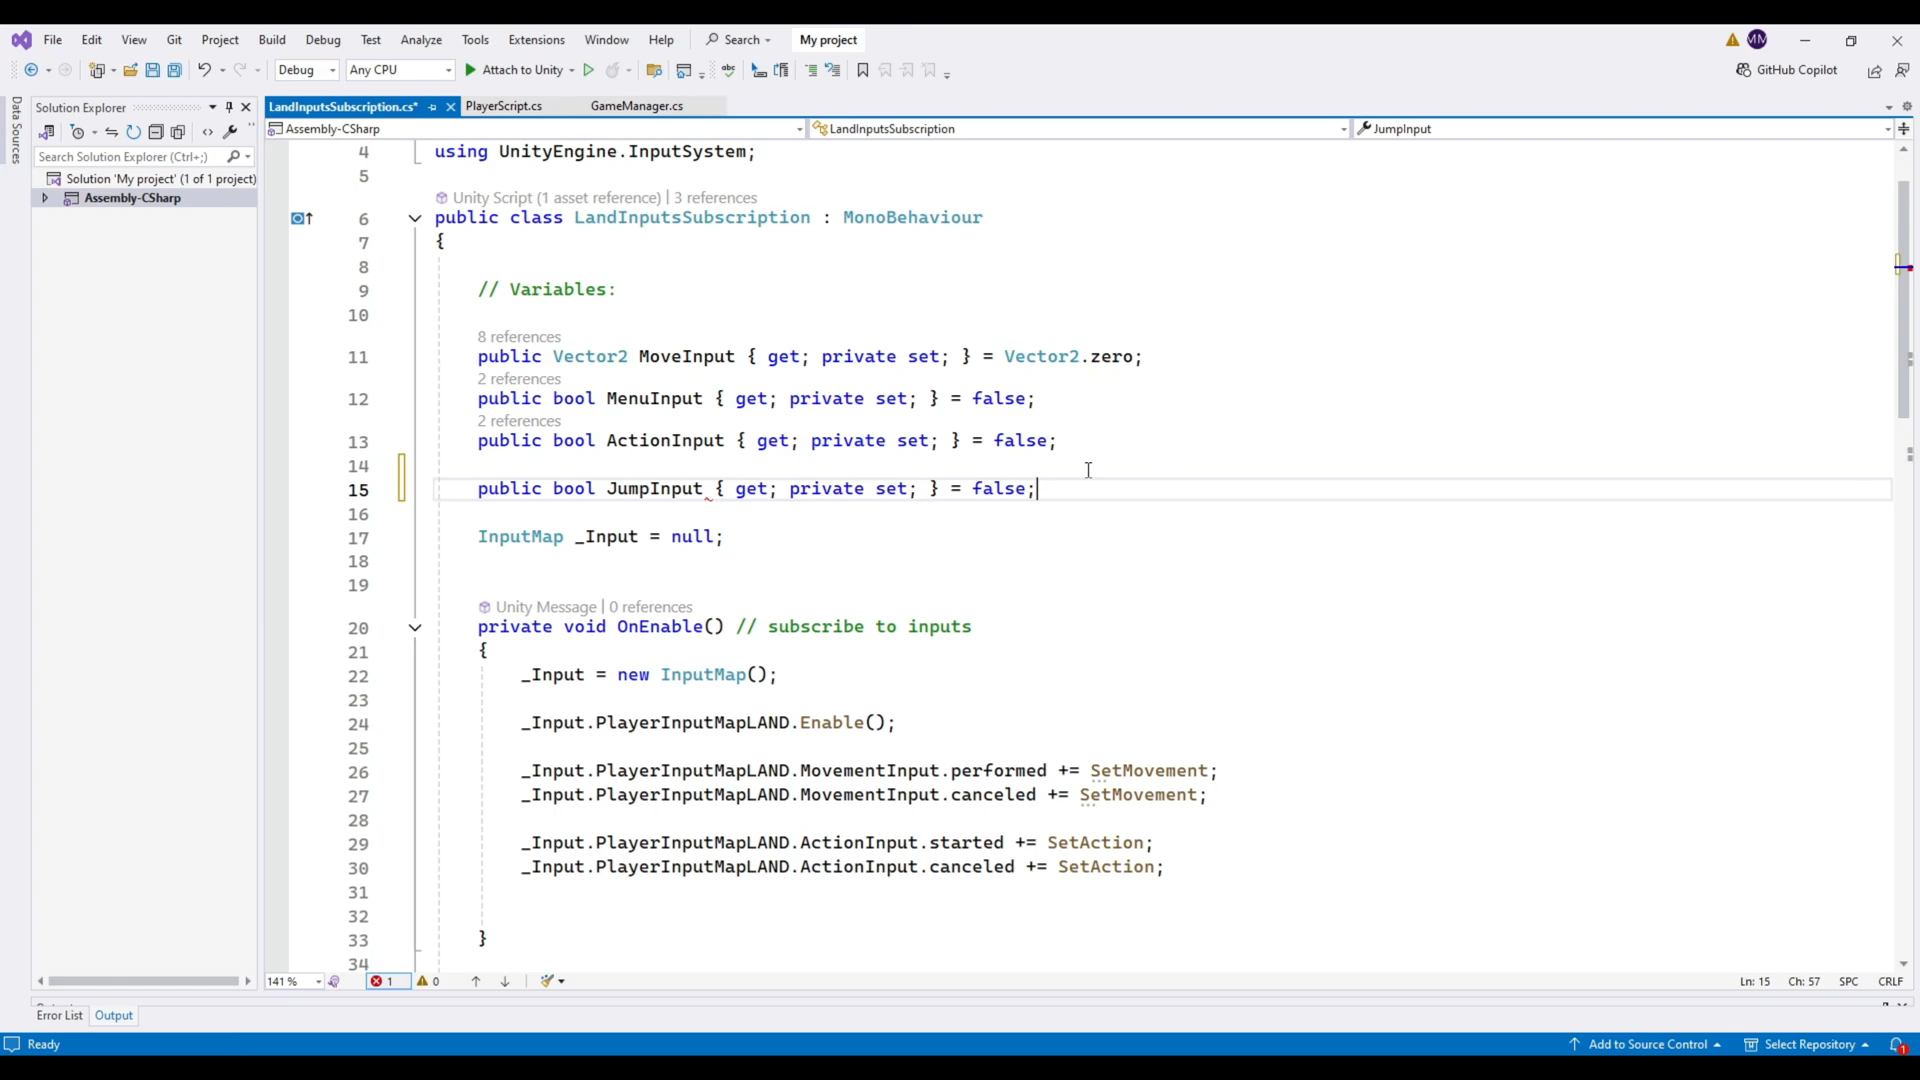 File Edit View Git Project Build Debug Test Analyze Tools Extensions Window Help Search My project MM
Debug Any CPU Attach to Unity GitHub Copilot
Data Sources
Solution Explorer
Search Solution Explorer (Ctrl+;)
Solution 'My project' (1 of 1 project)
Assembly-CSharp
LandInputsSubscription.cs* PlayerScript.cs GameManager.cs
Assembly-CSharp LandInputsSubscription JumpInput
4 using UnityEngine.InputSystem;
5
Unity Script (1 asset reference) | 3 references
6 public class LandInputsSubscription : MonoBehaviour
7 {
8
9 // Variables:
10
8 references
11 public Vector2 MoveInput { get; private set; } = Vector2.zero;
2 references
12 public bool MenuInput { get; private set; } = false;
2 references
13 public bool ActionInput { get; private set; } = false;
14
15 public bool JumpInput { get; private set; } = false;
16
17 InputMap _Input = null;
18
19
Unity Message | 0 references
20 private void OnEnable() // subscribe to inputs
21 {
22 _Input = new InputMap();
23
24 _Input.PlayerInputMapLAND.Enable();
25
26 _Input.PlayerInputMapLAND.MovementInput.performed += SetMovement;
27 _Input.PlayerInputMapLAND.MovementInput.canceled += SetMovement;
28
29 _Input.PlayerInputMapLAND.ActionInput.started += SetAction;
30 _Input.PlayerInputMapLAND.ActionInput.canceled += SetAction;
31
32
33 }
34
141 % 1 0 Ln: 15 Ch: 57 SPC CRLF
Error List Output
Ready Add to Source Control Select Repository 1